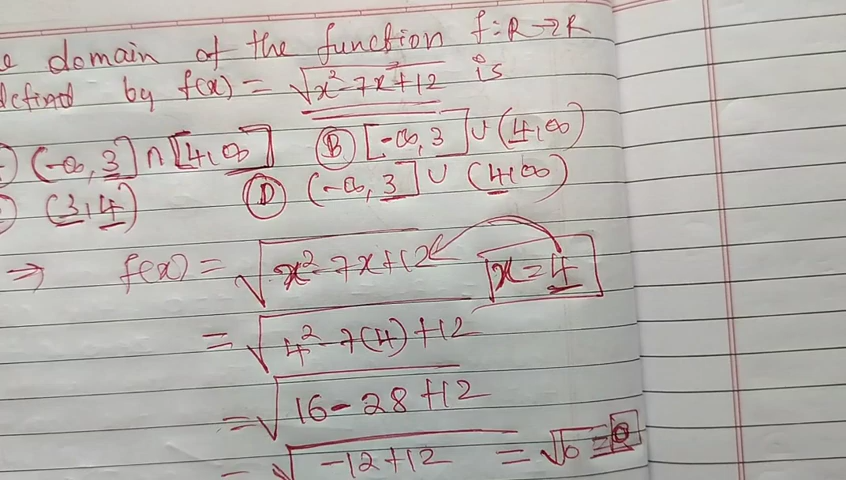 domain of the function f:R→R
defind by f(x) = √x²-7x+12 is
(-∞, 3] ∩ [4, ∞] Ⓑ [-∞, 3] ∪ (4, ∞)
(3, 4) Ⓓ (-∞, 3] ∪ (4, ∞)
⇒ f(x) = √x²-7x+12 x = 4
= √4²-7(4)+12
= √16-28+12
= √-12+12 = √0 = 0